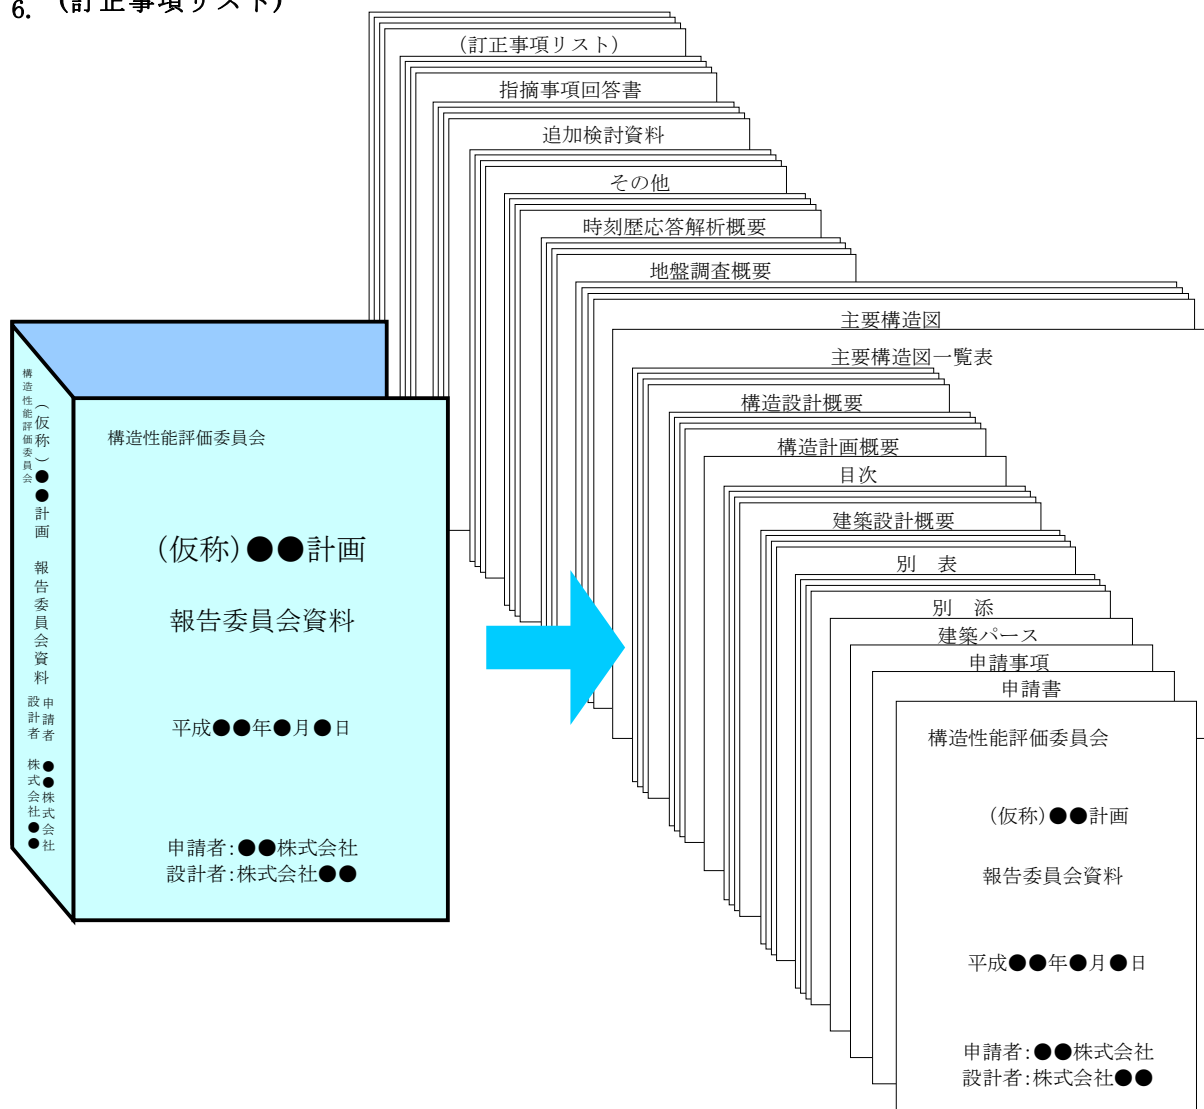 6. (訂正事項リスト)
(訂正事項リスト)
指摘事項回答書
追加検討資料
その他
時刻歴応答解析概要
地盤調査概要
主要構造図
主要構造図一覧表
構造設計概要
構造計画概要
目次
建築設計概要
別　表
別　添
建築パース
申請事項
申請書
構造性能評価委員会
(仮称)●●計画
報告委員会資料
平成●●年●月●日
申請者:●●株式会社
設計者:株式会社●●
構造性能評価委員会
(仮称)●●計画　報告委員会資料
申請者　●●株式会社
設計者　株式会社●●
構造性能評価委員会
(仮称)●●計画
報告委員会資料
平成●●年●月●日
申請者:●●株式会社
設計者:株式会社●●